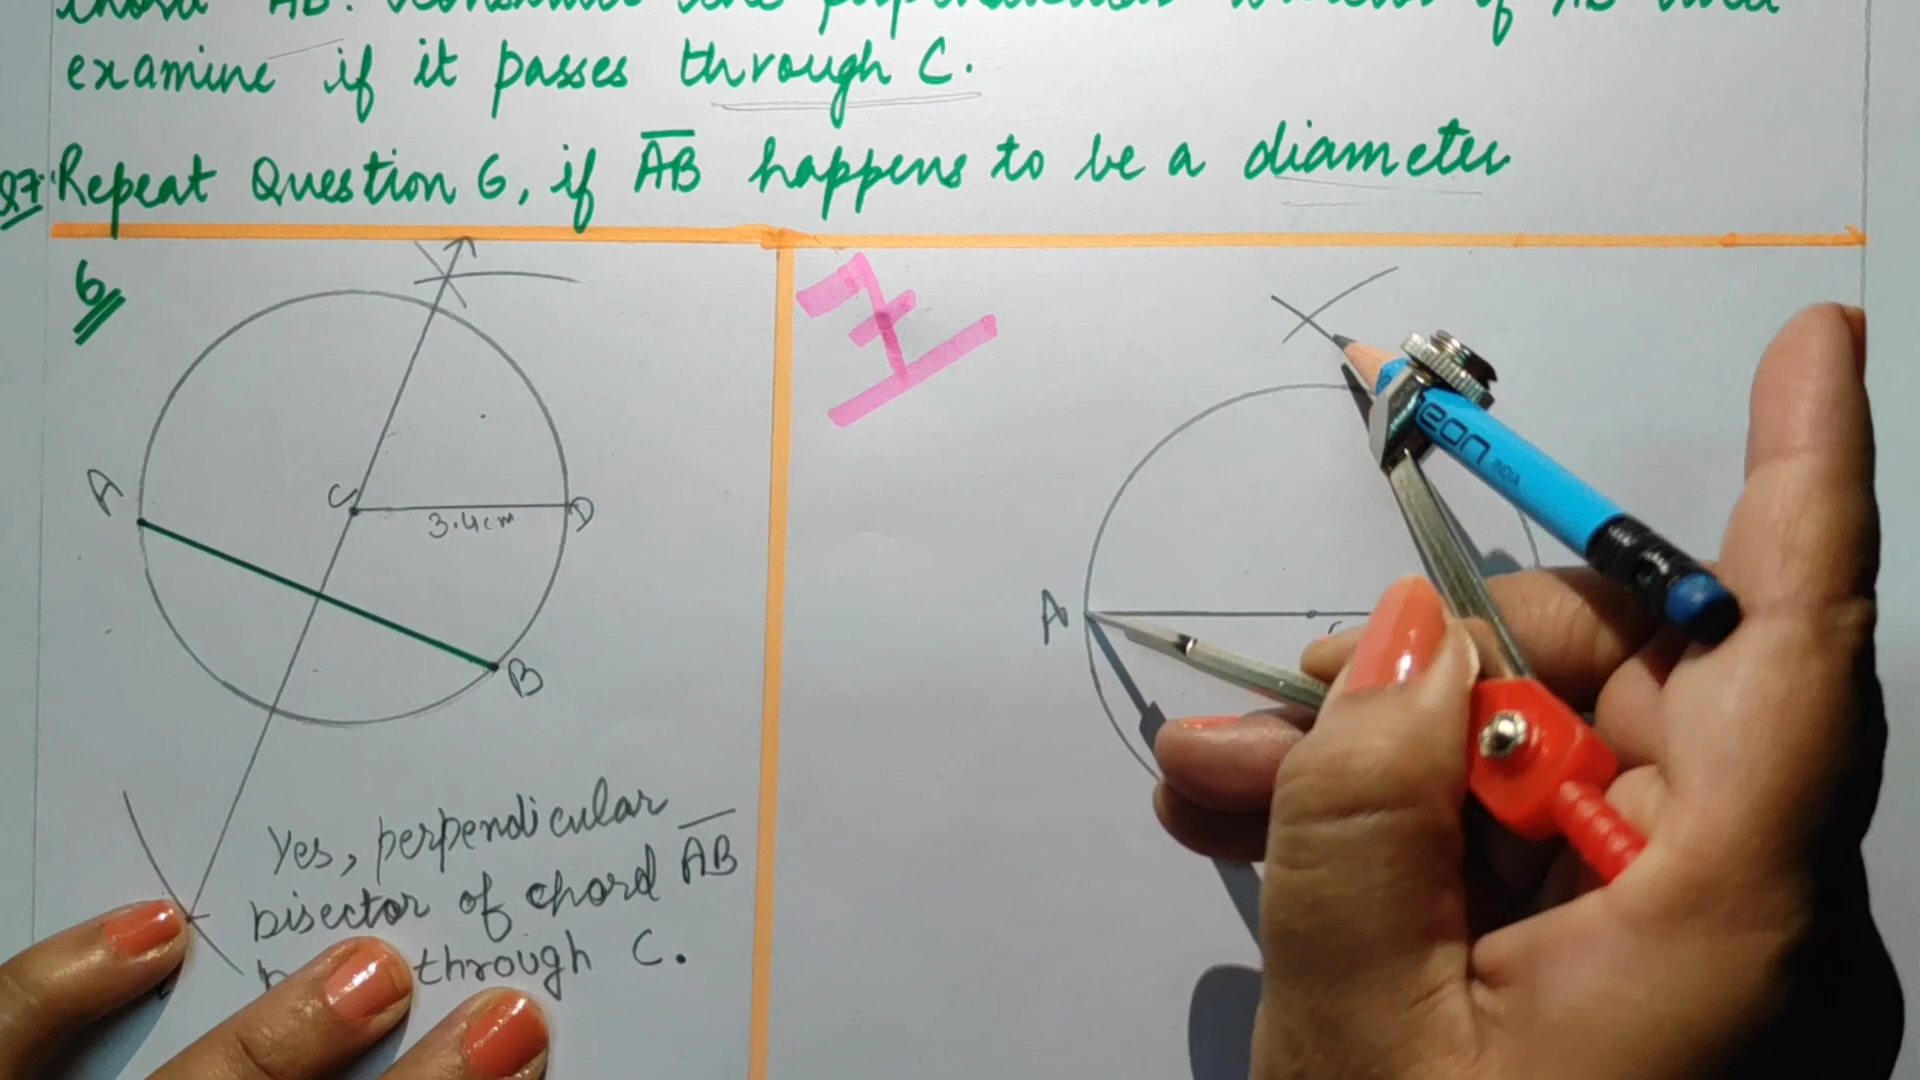 examine if it passes through C.
Q7. Repeat Question 6, if AB happens to be a diameter
6
7
A
C
3.4cm
D
B
Yes, perpendicular
bisector of chord AB
through C.
A